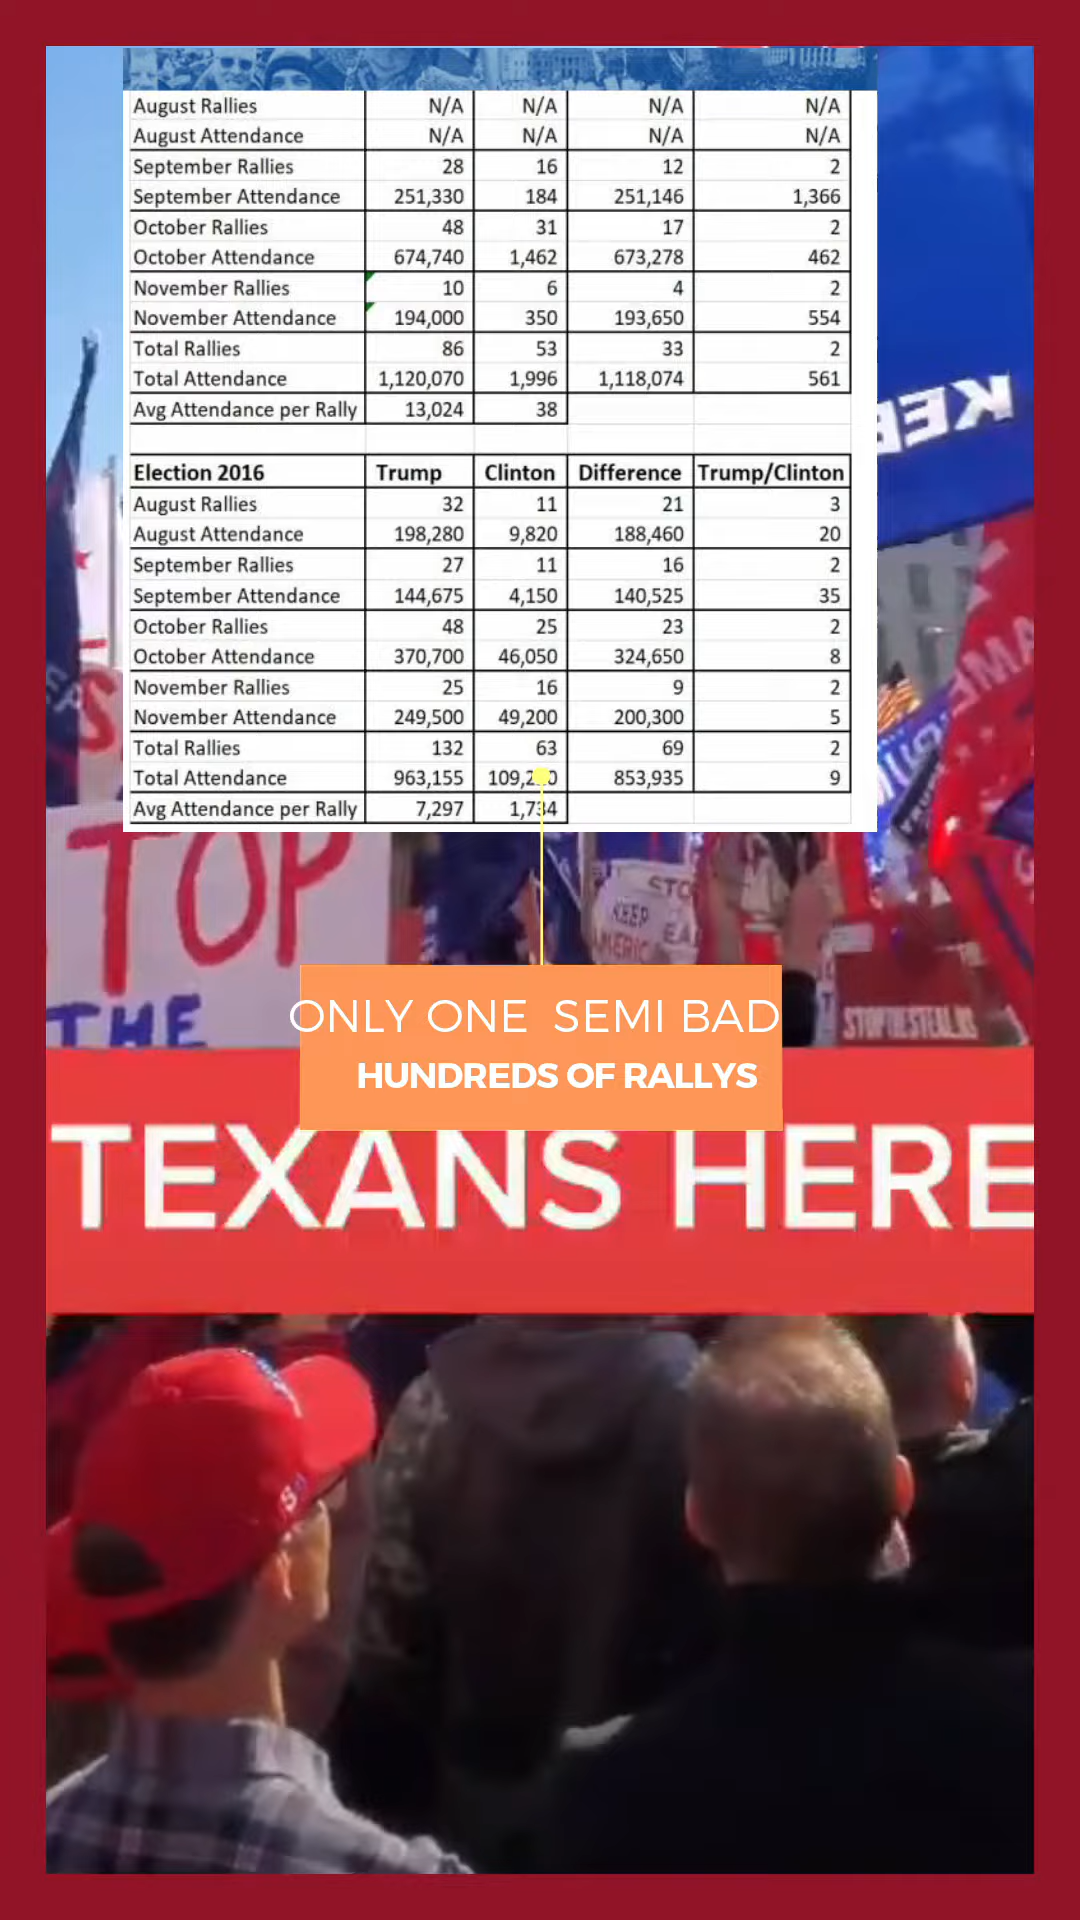 August Rallies N/A N/A N/A N/A
August Attendance N/A N/A N/A N/A
September Rallies 28 16 12 2
September Attendance 251,330 184 251,146 1,366
October Rallies 48 31 17 2
October Attendance 674,740 1,462 673,278 462
November Rallies 10 6 4 2
November Attendance 194,000 350 193,650 554
Total Rallies 86 53 33 2
Total Attendance 1,120,070 1,996 1,118,074 561
Avg Attendance per Rally 13,024 38
KEE
Election 2016 Trump Clinton Difference Trump/Clinton
August Rallies 32 11 21 3
August Attendance 198,280 9,820 188,460 20
September Rallies 27 11 16 2
September Attendance 144,675 4,150 140,525 35
October Rallies 48 25 23 2
October Attendance 370,700 46,050 324,650 8
November Rallies 25 16 9 2
November Attendance 249,500 49,200 200,300 5
Total Rallies 132 63 69 2
Total Attendance 963,155 853,935 9
Avg Attendance per Rally 7,297 1,734
TOP
THE
STO
KEEP
STOPTHESTEAL.US
ONLY ONE SEMI BAD
HUNDREDS OF RALLYS
TEXANS HERE